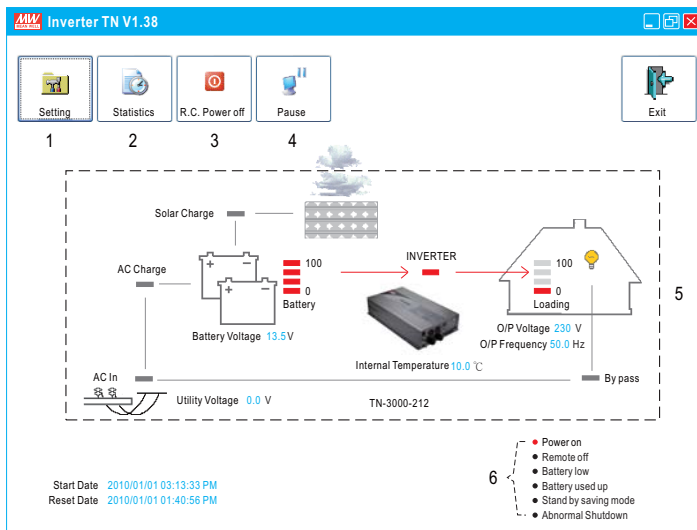 MW
MEAN WELL
Inverter TN V1.38
Setting
Statistics
R.C. Power off
Pause
Exit
1
2
3
4
Solar Charge
AC Charge
100
0
Battery
INVERTER
100
0
Loading
5
Battery Voltage 13.5V
O/P Voltage 230 V
O/P Frequency 50.0 Hz
Internal Temperature 10.0 ℃
AC In
By pass
Utility Voltage 0.0 V
TN-3000-212
6
Power on
Remote off
Battery low
Battery used up
Stand by saving mode
Abnormal Shutdown
Start Date 2010/01/01 03:13:33 PM
Reset Date 2010/01/01 01:40:56 PM